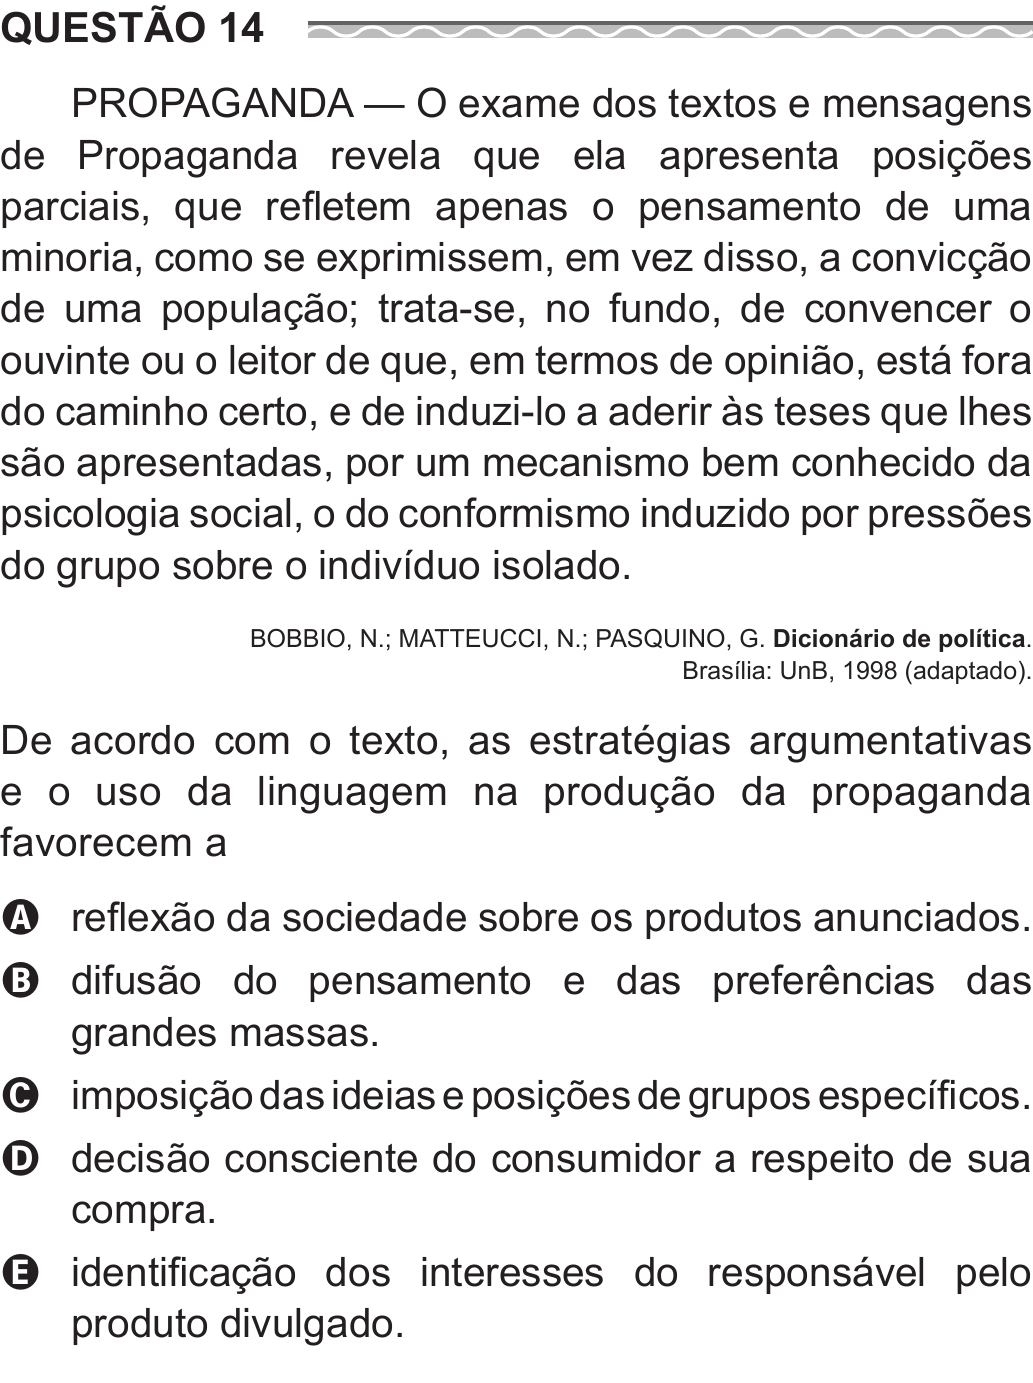 QUESTÃO 14
PROPAGANDA — O exame dos textos e mensagens
de Propaganda revela que ela apresenta posições
parciais, que refletem apenas o pensamento de uma
minoria, como se exprimissem, em vez disso, a convicção
de uma população; trata-se, no fundo, de convencer o
ouvinte ou o leitor de que, em termos de opinião, está fora
do caminho certo, e de induzi-lo a aderir às teses que lhes
são apresentadas, por um mecanismo bem conhecido da
psicologia social, o do conformismo induzido por pressões
do grupo sobre o indivíduo isolado.
BOBBIO, N.; MATTEUCCI, N.; PASQUINO, G. Dicionário de política.
Brasília: UnB, 1998 (adaptado).
De acordo com o texto, as estratégias argumentativas
e o uso da linguagem na produção da propaganda
favorecem a
A reflexão da sociedade sobre os produtos anunciados.
B difusão do pensamento e das preferências das
grandes massas.
C imposição das ideias e posições de grupos específicos.
D decisão consciente do consumidor a respeito de sua
compra.
E identificação dos interesses do responsável pelo
produto divulgado.